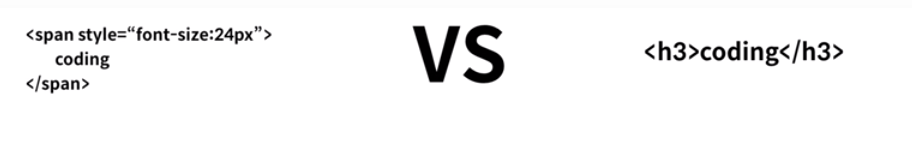 <span style=“font-size:24px”>
coding
</span>
VS
<h3>coding</h3>